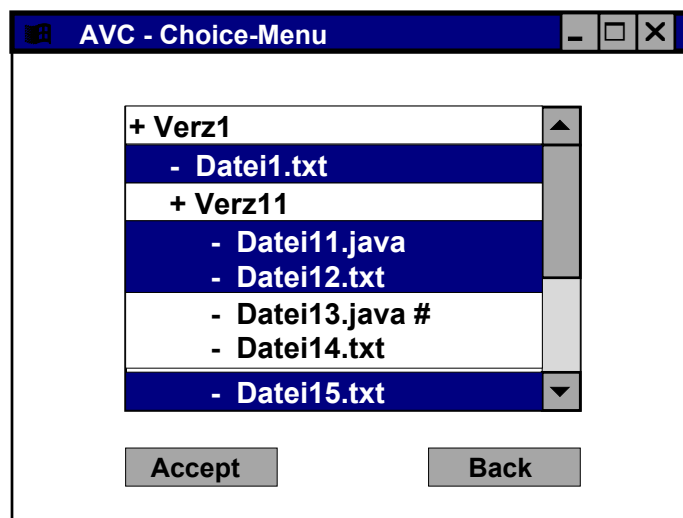 AVC - Choice-Menu
+ Verz1
- Datei1.txt
+ Verz11
- Datei11.java
- Datei12.txt
- Datei13.java #
- Datei14.txt
- Datei15.txt
Accept
Back